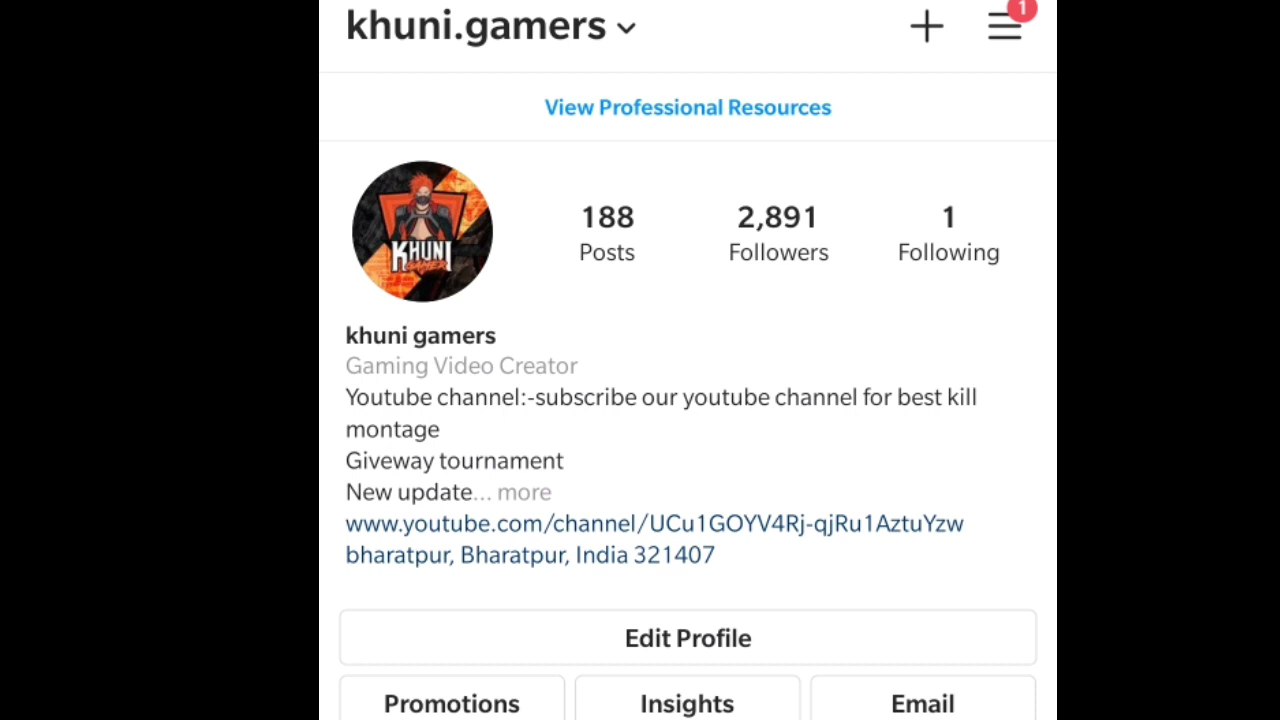 khuni.gamers
1
View Professional Resources
KHUNI
GAMER
188
2,891
1
Posts
Followers
Following
khuni gamers
Gaming Video Creator
Youtube channel:-subscribe our youtube channel for best kill
montage
Giveway tournament
New update... more
www.youtube.com/channel/UCu1GOYV4Rj-qjRu1AztuYzw
bharatpur, Bharatpur, India 321407
Edit Profile
Promotions
Insights
Email